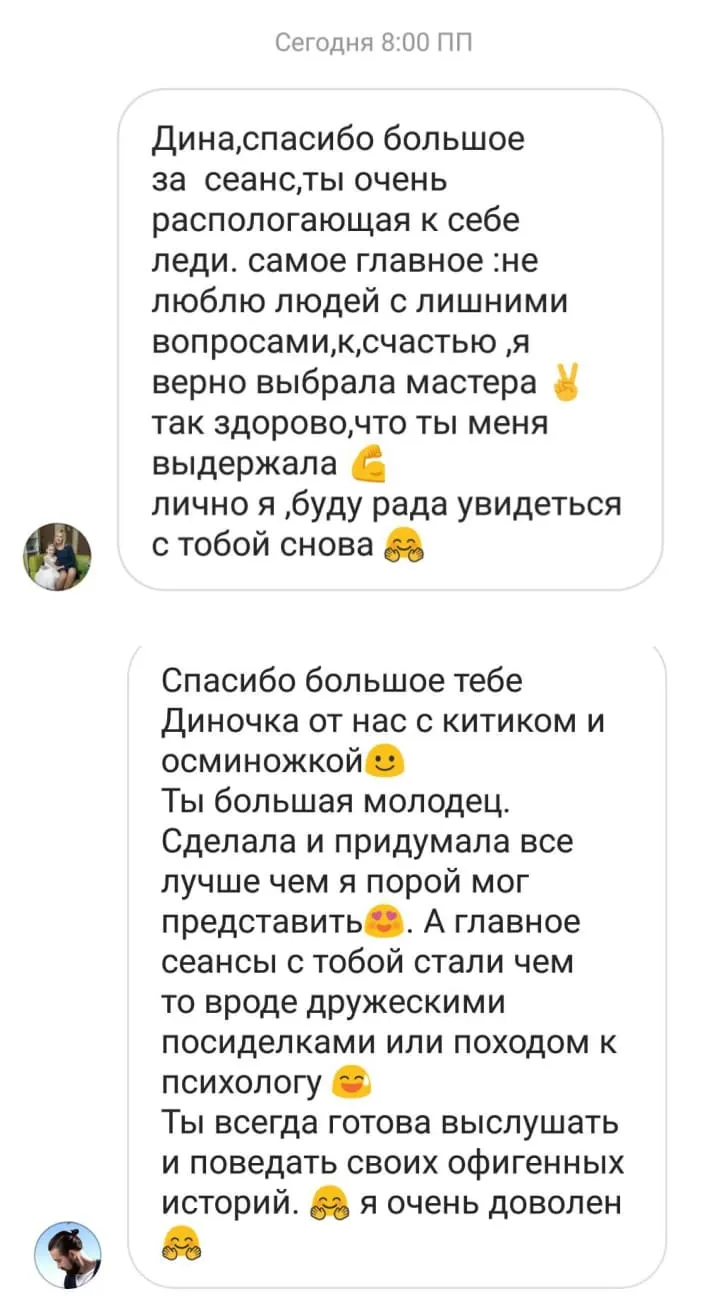 Сегодня 8:00 ПП
Дина,спасибо большое
за сеанс,ты очень
распологающая к себе
леди. самое главное :не
люблю людей с лишними
вопросами,к,счастью ,я
верно выбрала мастера ✌
так здорово,что ты меня
выдержала 💪
лично я ,буду рада увидеться
с тобой снова 🤗
Спасибо большое тебе
Диночка от нас с китиком и
осминожкой🙂
Ты большая молодец.
Сделала и придумала все
лучше чем я порой мог
представить😍. А главное
сеансы с тобой стали чем
то вроде дружескими
посиделками или походом к
психологу 😅
Ты всегда готова выслушать
и поведать своих офигенных
историй. 🤗 я очень доволен
🤗